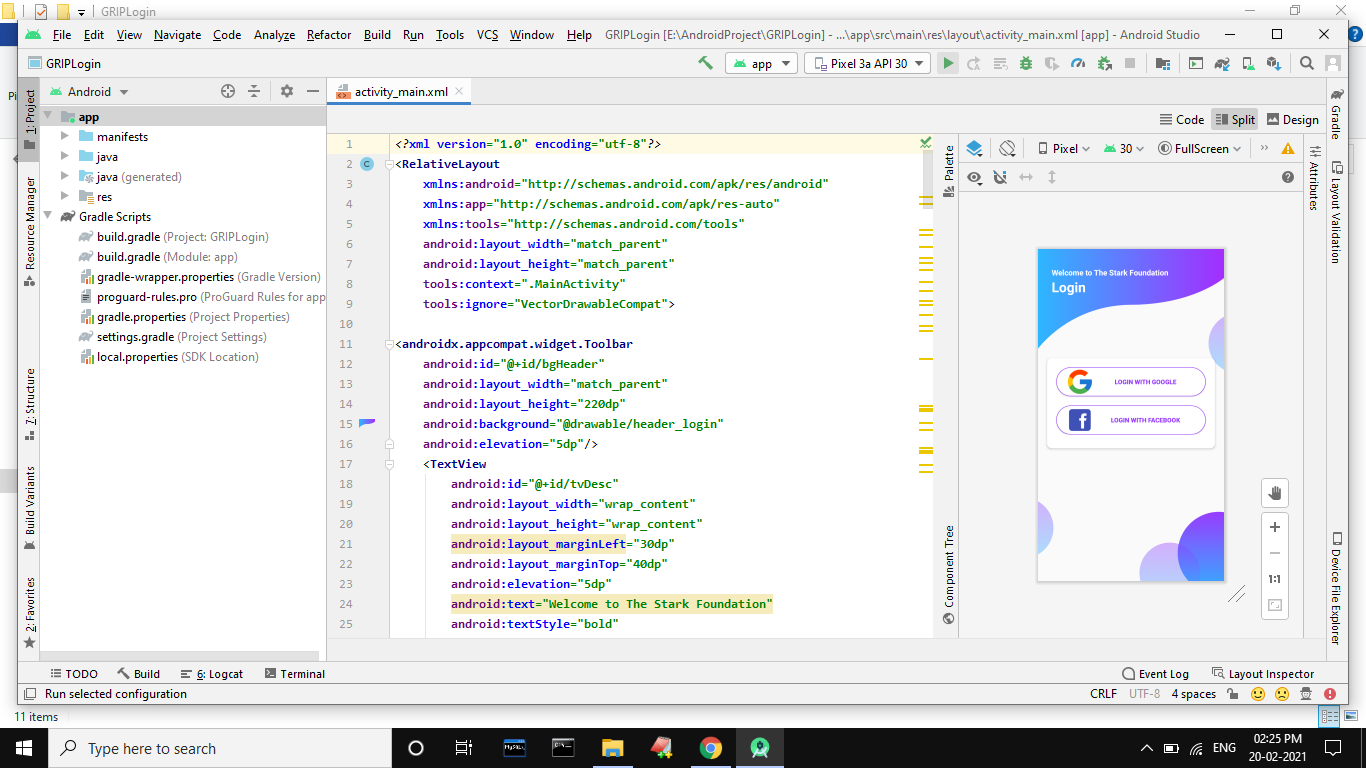 GRIPLogin
File Edit View Navigate Code Analyze Refactor Build Run Tools VCS Window Help GRIPLogin [E:\AndroidProject\GRIPLogin] - ...\app\src\main\res\layout\activity_main.xml [app] - Android Studio
GRIPLogin
app
Pixel 3a API 30
Android
activity_main.xml
1: Project
Resource Manager
7: Structure
Build Variants
2: Favorites
app
manifests
java
java (generated)
res
Gradle Scripts
build.gradle (Project: GRIPLogin)
build.gradle (Module: app)
gradle-wrapper.properties (Gradle Version)
proguard-rules.pro (ProGuard Rules for app
gradle.properties (Project Properties)
settings.gradle (Project Settings)
local.properties (SDK Location)
Code Split Design
1 <?xml version="1.0" encoding="utf-8"?>
2 C <RelativeLayout
3 xmlns:android="http://schemas.android.com/apk/res/android"
4 xmlns:app="http://schemas.android.com/apk/res-auto"
5 xmlns:tools="http://schemas.android.com/tools"
6 android:layout_width="match_parent"
7 android:layout_height="match_parent"
8 tools:context=".MainActivity"
9 tools:ignore="VectorDrawableCompat">
10
11 <androidx.appcompat.widget.Toolbar
12 android:id="@+id/bgHeader"
13 android:layout_width="match_parent"
14 android:layout_height="220dp"
15 android:background="@drawable/header_login"
16 android:elevation="5dp"/>
17 <TextView
18 android:id="@+id/tvDesc"
19 android:layout_width="wrap_content"
20 android:layout_height="wrap_content"
21 android:layout_marginLeft="30dp"
22 android:layout_marginTop="40dp"
23 android:elevation="5dp"
24 android:text="Welcome to The Stark Foundation"
25 android:textStyle="bold"
Palette
Component Tree
Pixel 30 FullScreen
Welcome to The Stark Foundation
Login
LOGIN WITH GOOGLE
LOGIN WITH FACEBOOK
1:1
Attributes
Gradle
Layout Validation
Device File Explorer
TODO Build 6: Logcat Terminal Event Log Layout Inspector
Run selected configuration CRLF UTF-8 4 spaces
11 items
Type here to search
ENG
02:25 PM
20-02-2021